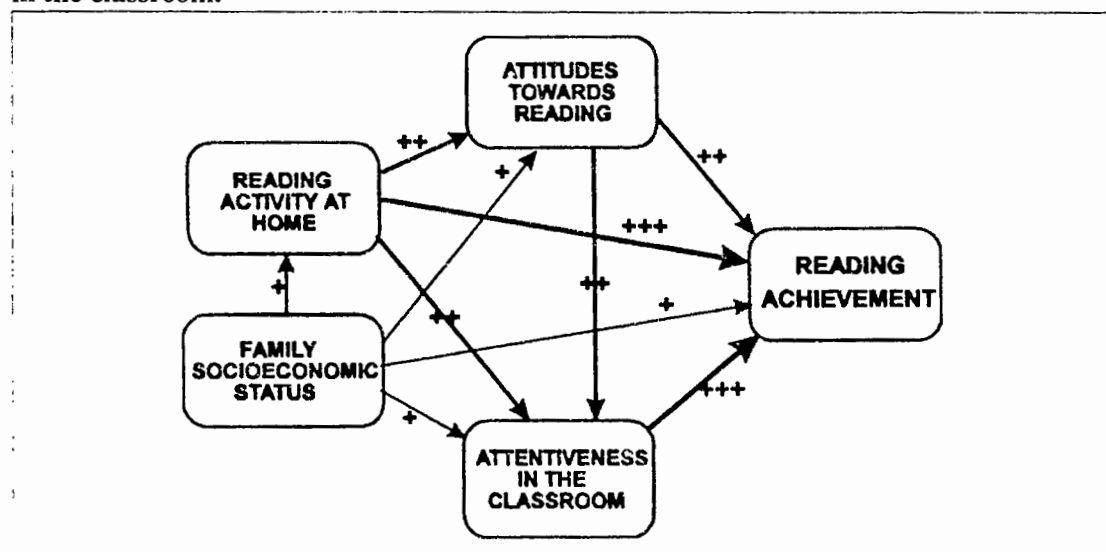 in the classroom.
ATTITUDES
TOWARDS
READING
++
+
++
READING
ACTIVITY AT
HOME
+++
READING
ACHIEVEMENT
+
++
+
++
FAMILY
SOCIOECONOMIC
STATUS
+
+++
ATTENTIVENESS
IN THE
CLASSROOM